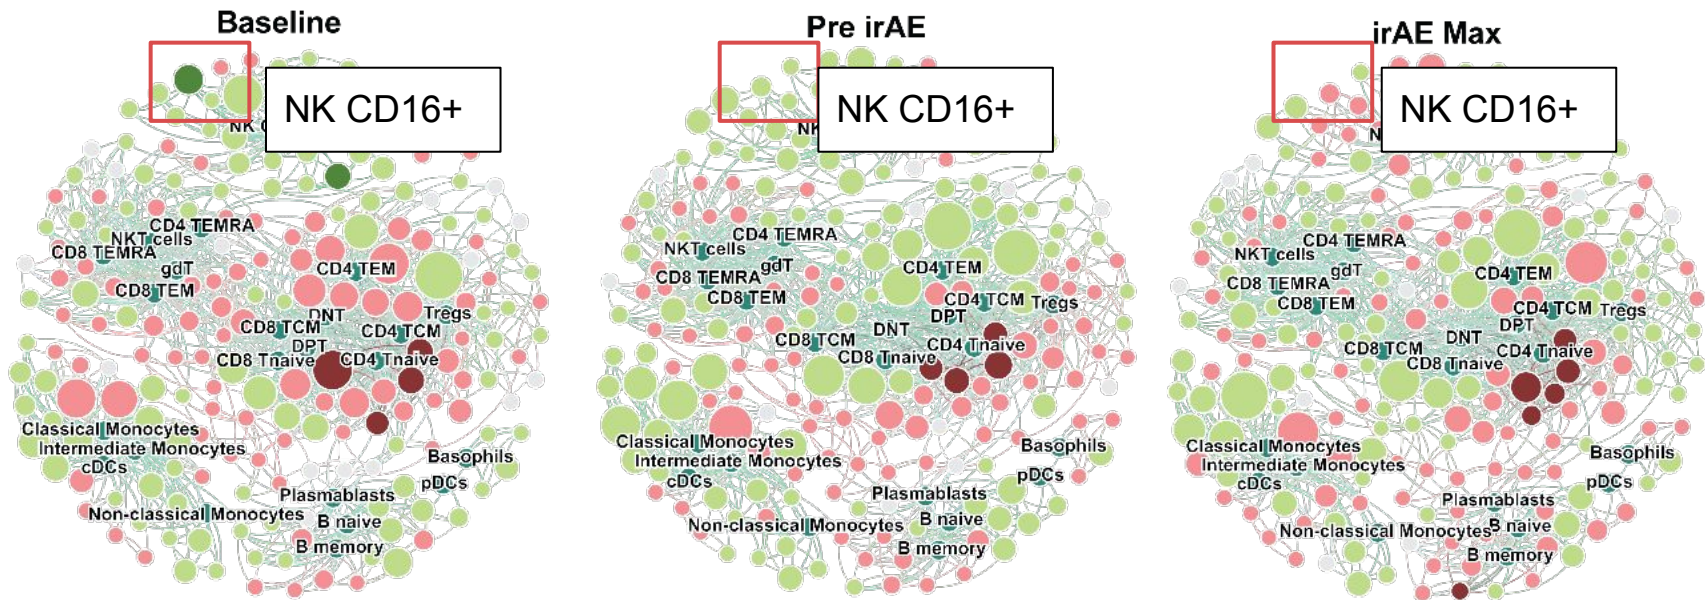 Baseline
NK CD16+
NK
CD4 TEMRA
NKT cells
CD8 TEMRA
gdT
CD8 TEM
CD4 TEM
Tregs
DNT
CD8 TCM
CD4 TCM
DPT
CD8 Tnaive
CD4 Tnaive
Classical Monocytes
Intermediate Monocytes
cDCs
Basophils
pDCs
Plasmablasts
Non-classical Monocytes
B naive
B memory
Pre irAE
NK CD16+
NK
CD4 TEMRA
NKT cells
gdT
CD8 TEMRA
CD8 TEM
CD4 TEM
CD4 TCM
Tregs
DPT
DNT
CD8 TCM
CD4 Tnaive
CD8 Tnaive
Classical Monocytes
Intermediate Monocytes
cDCs
Basophils
pDCs
Plasmablasts
Non-classical Monocytes
B naive
B memory
irAE Max
NK CD16+
CD4 TEMRA
NKT cells
gdT
CD8 TEMRA
CD8 TEM
CD4 TEM
CD4 TCM
Tregs
DPT
DNT
CD8 TCM
CD4 Tnaive
CD8 Tnaive
Classical Monocytes
Intermediate Monocytes
cDCs
Basophils
pDCs
Plasmablasts
Non-classical Monocytes
B naive
B memory